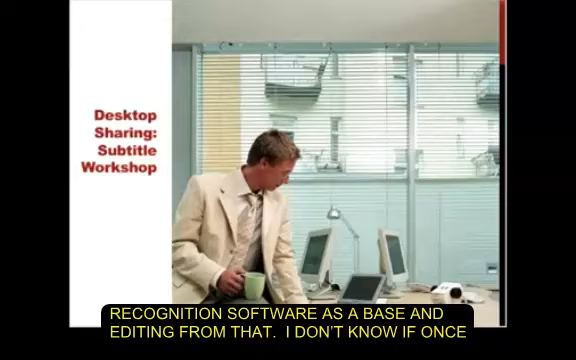 Desktop
Sharing:
Subtitle
Workshop
RECOGNITION SOFTWARE AS A BASE AND
EDITING FROM THAT.  I DON'T KNOW IF ONCE